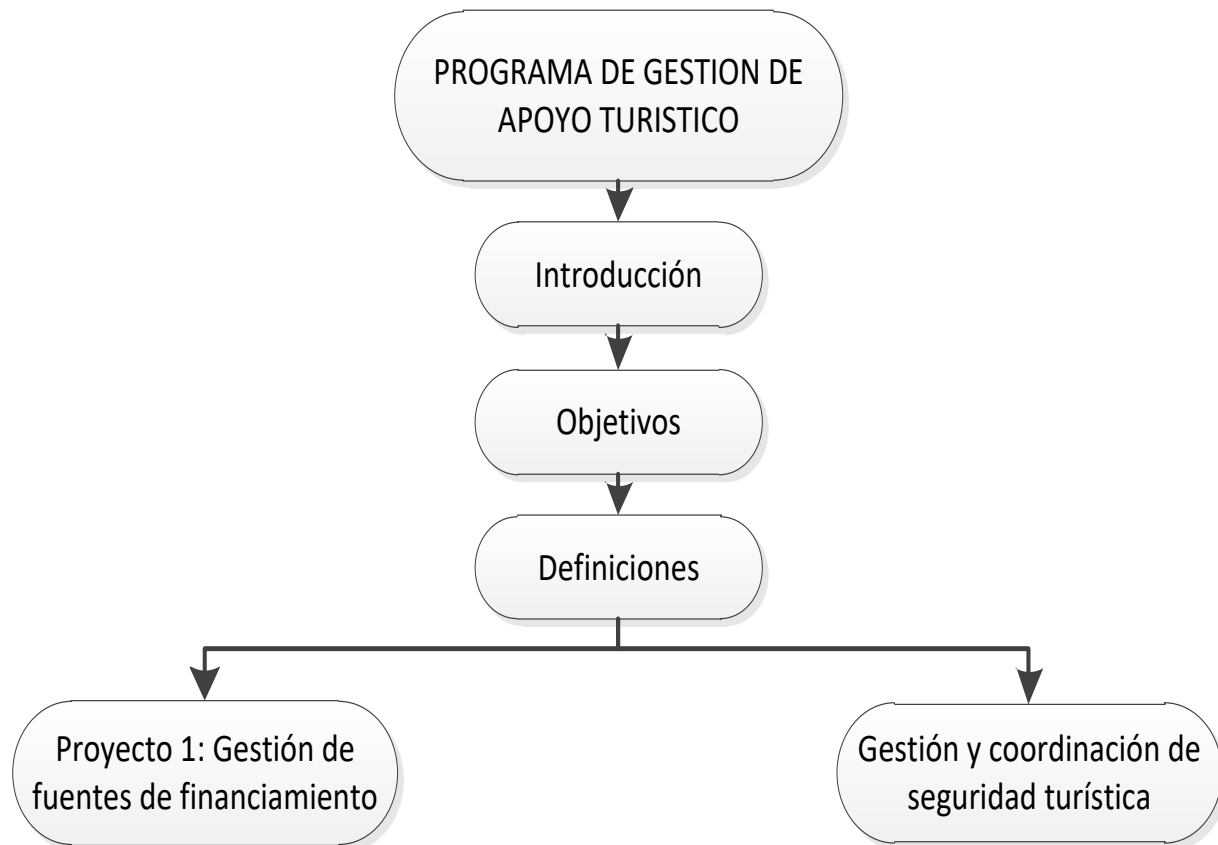 PROGRAMA DE GESTION DE
APOYO TURISTICO
Introducción
Objetivos
Definiciones
Proyecto 1: Gestión de
fuentes de financiamiento
Gestión y coordinación de
seguridad turística